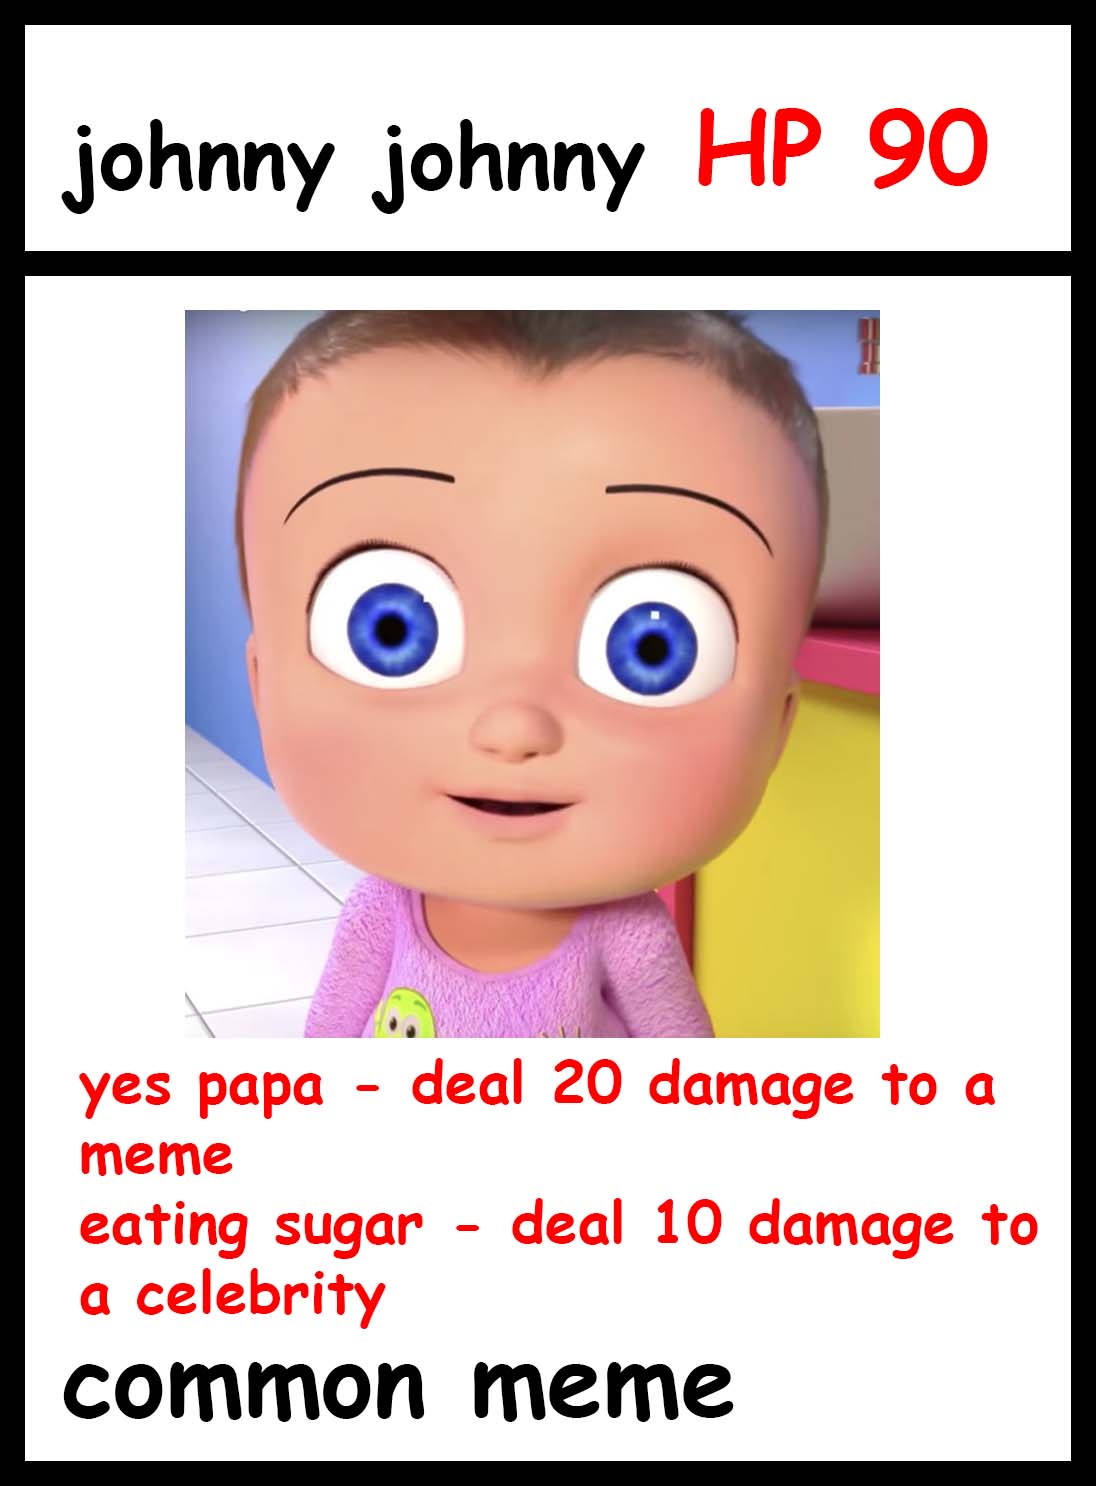 johnny johnny HP 90
yes papa - deal 20 damage to a
meme
eating sugar - deal 10 damage to
a celebrity
common meme